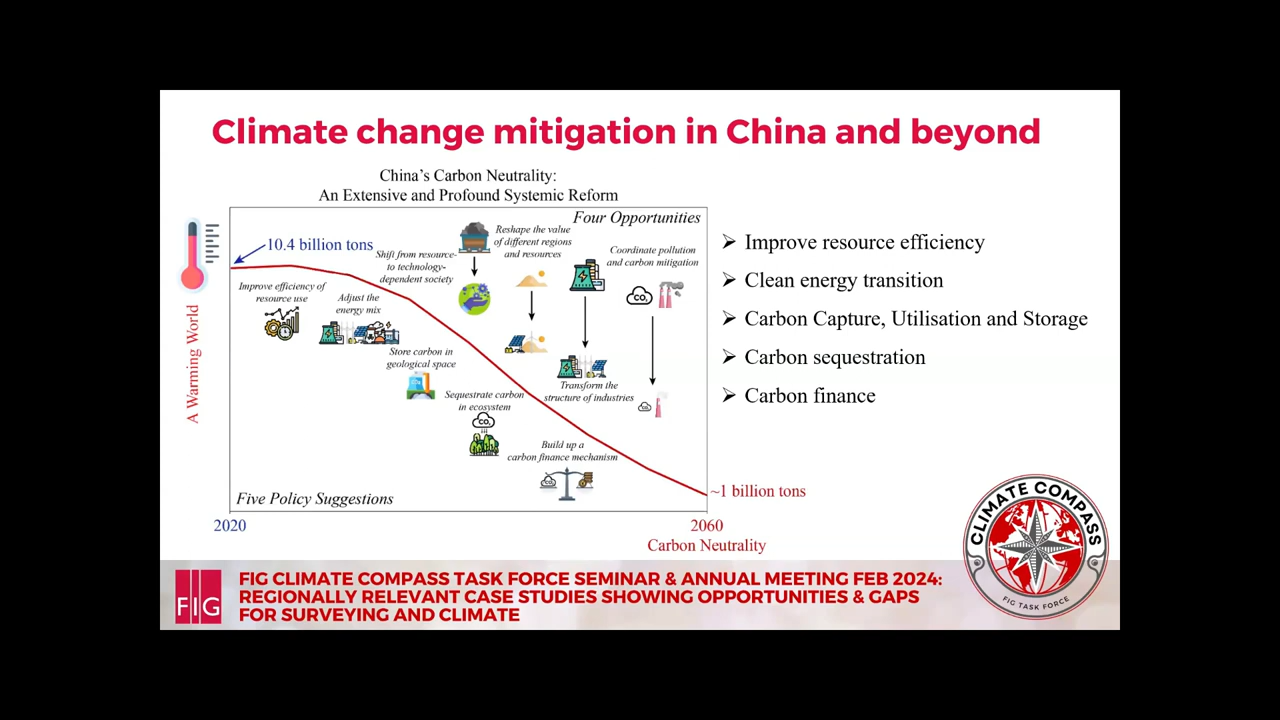 Climate change mitigation in China and beyond
China's Carbon Neutrality:
An Extensive and Profound Systemic Reform
Four Opportunities
10.4 billion tons
A Warming World
Improve efficiency of
resource use
Adjust the
energy mix
Shift from resource-
to technology-
dependent society
Reshape the value
of different regions
and resources
Coordinate pollution
and carbon mitigation
CO₂
Store carbon in
geological space
Sequestrate carbon
in ecosystem
CO₂
Transform the
structure of industries
CO₂
Build up a
carbon finance mechanism
CO₂
Five Policy Suggestions
~1 billion tons
2020
2060
Carbon Neutrality
➢ Improve resource efficiency
➢ Clean energy transition
➢ Carbon Capture, Utilisation and Storage
➢ Carbon sequestration
➢ Carbon finance
CLIMATE COMPASS
FIG TASK FORCE
FIG
FIG CLIMATE COMPASS TASK FORCE SEMINAR & ANNUAL MEETING FEB 2024:
REGIONALLY RELEVANT CASE STUDIES SHOWING OPPORTUNITIES & GAPS
FOR SURVEYING AND CLIMATE